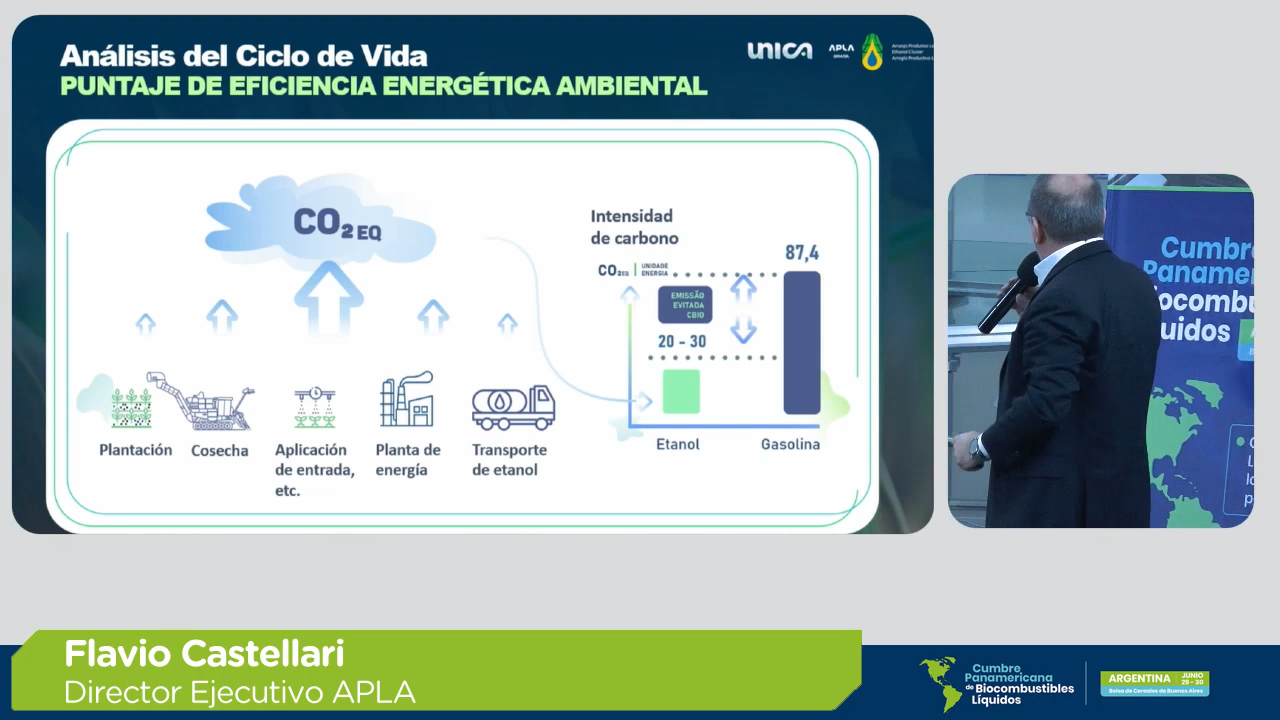 Análisis del Ciclo de Vida
PUNTAJE DE EFICIENCIA ENERGÉTICA AMBIENTAL
UNICA
APLA
BRASIL
CO₂ EQ
Intensidad
de carbono
87,4
CO₂EQ
UNIDADE
ENERGIA
EMISSÃO
EVITADA
CBIO
20 - 30
Etanol
Gasolina
Plantación
Cosecha
Aplicación
de entrada,
etc.
Planta de
energía
Transporte
de etanol
Cumbre
Panamer
iocombu
quidos
Flavio Castellari
Director Ejecutivo APLA
Cumbre
Panamericana
de Biocombustibles
Líquidos
ARGENTINA
JUNIO
29 - 30
Bolsa de Cereales de Buenos Aires